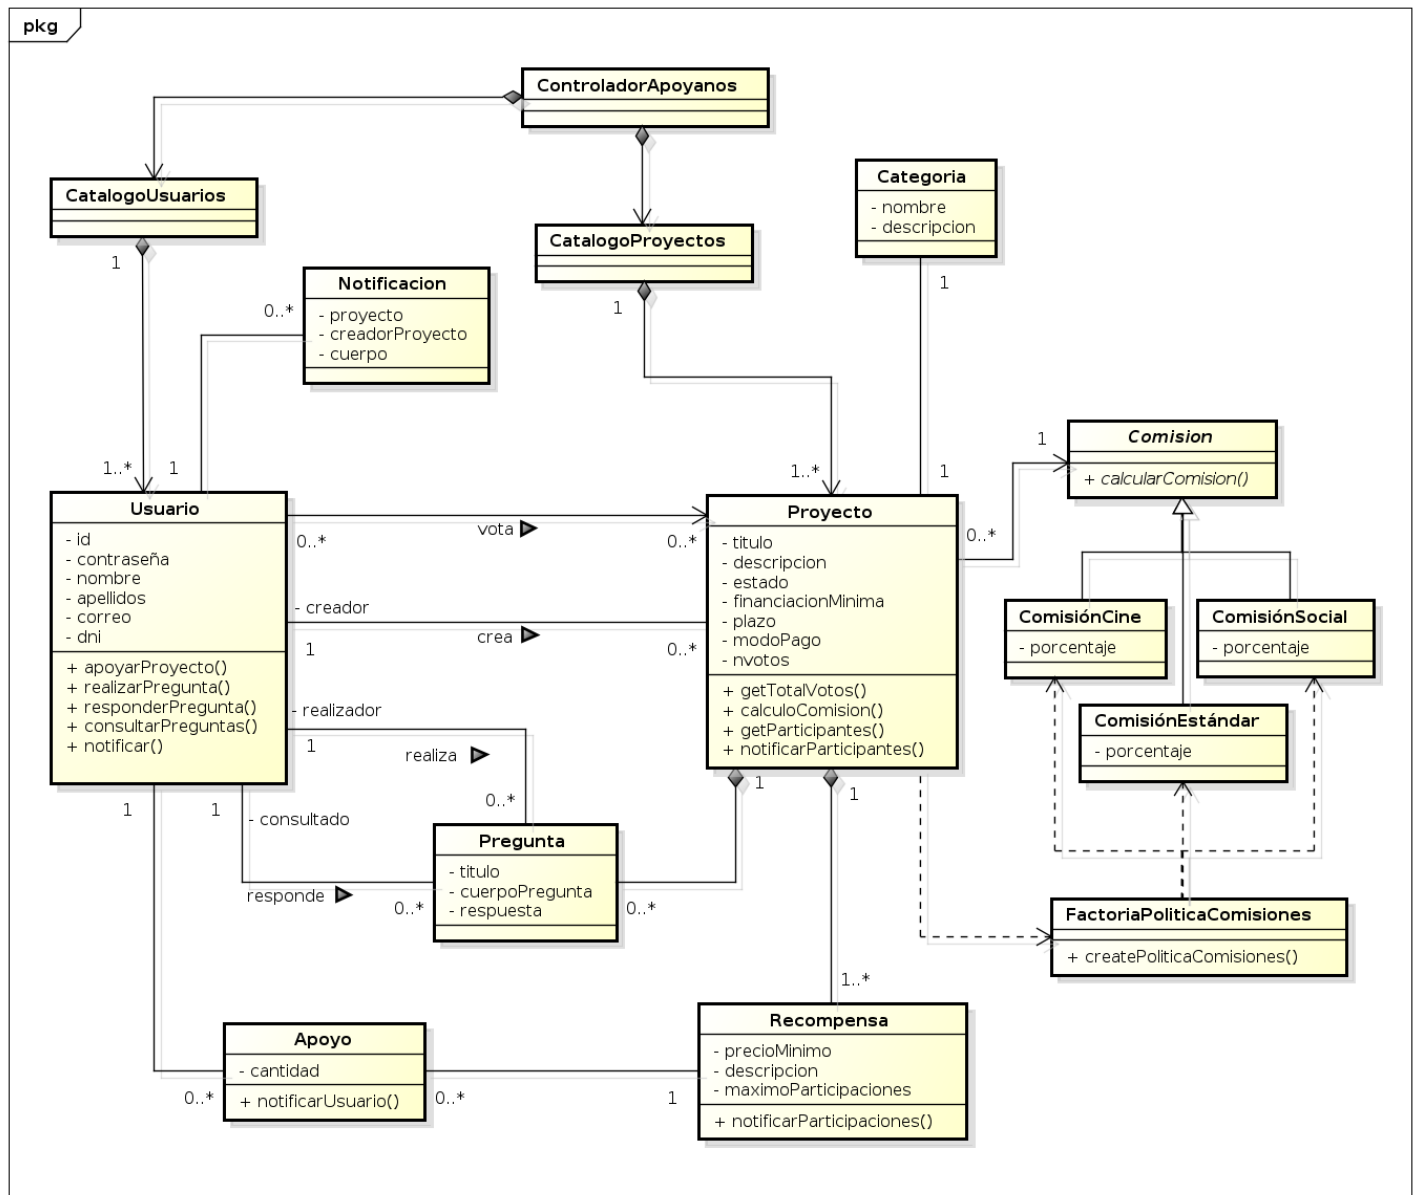 pkg
ControladorApoyanos
CatalogoUsuarios
1
CatalogoProyectos
1
Categoria
- nombre
- descripcion
1
Notificacion
- proyecto
- creadorProyecto
- cuerpo
0..*
1..*
1
1..*
1
1
Comision
+ calcularComision()
0..*
Usuario
- id
- contraseña
- nombre
- apellidos
- correo
- dni
+ apoyarProyecto()
+ realizarPregunta()
+ responderPregunta()
+ consultarPreguntas()
+ notificar()
vota
0..*
0..*
- creador
crea
1
0..*
Proyecto
- titulo
- descripcion
- estado
- financiacionMinima
- plazo
- modoPago
- nvotos
+ getTotalVotos()
+ calculoComision()
+ getParticipantes()
+ notificarParticipantes()
ComisiónCine
- porcentaje
ComisiónSocial
- porcentaje
ComisiónEstándar
- porcentaje
- realizador
1
realiza
0..*
1
1
1
1
- consultado
responde
0..*
Pregunta
- titulo
- cuerpoPregunta
- respuesta
0..*
FactoriaPoliticaComisiones
+ createPoliticaComisiones()
1..*
Apoyo
- cantidad
+ notificarUsuario()
0..*
0..*
1
Recompensa
- precioMinimo
- descripcion
- maximoParticipaciones
+ notificarParticipaciones()